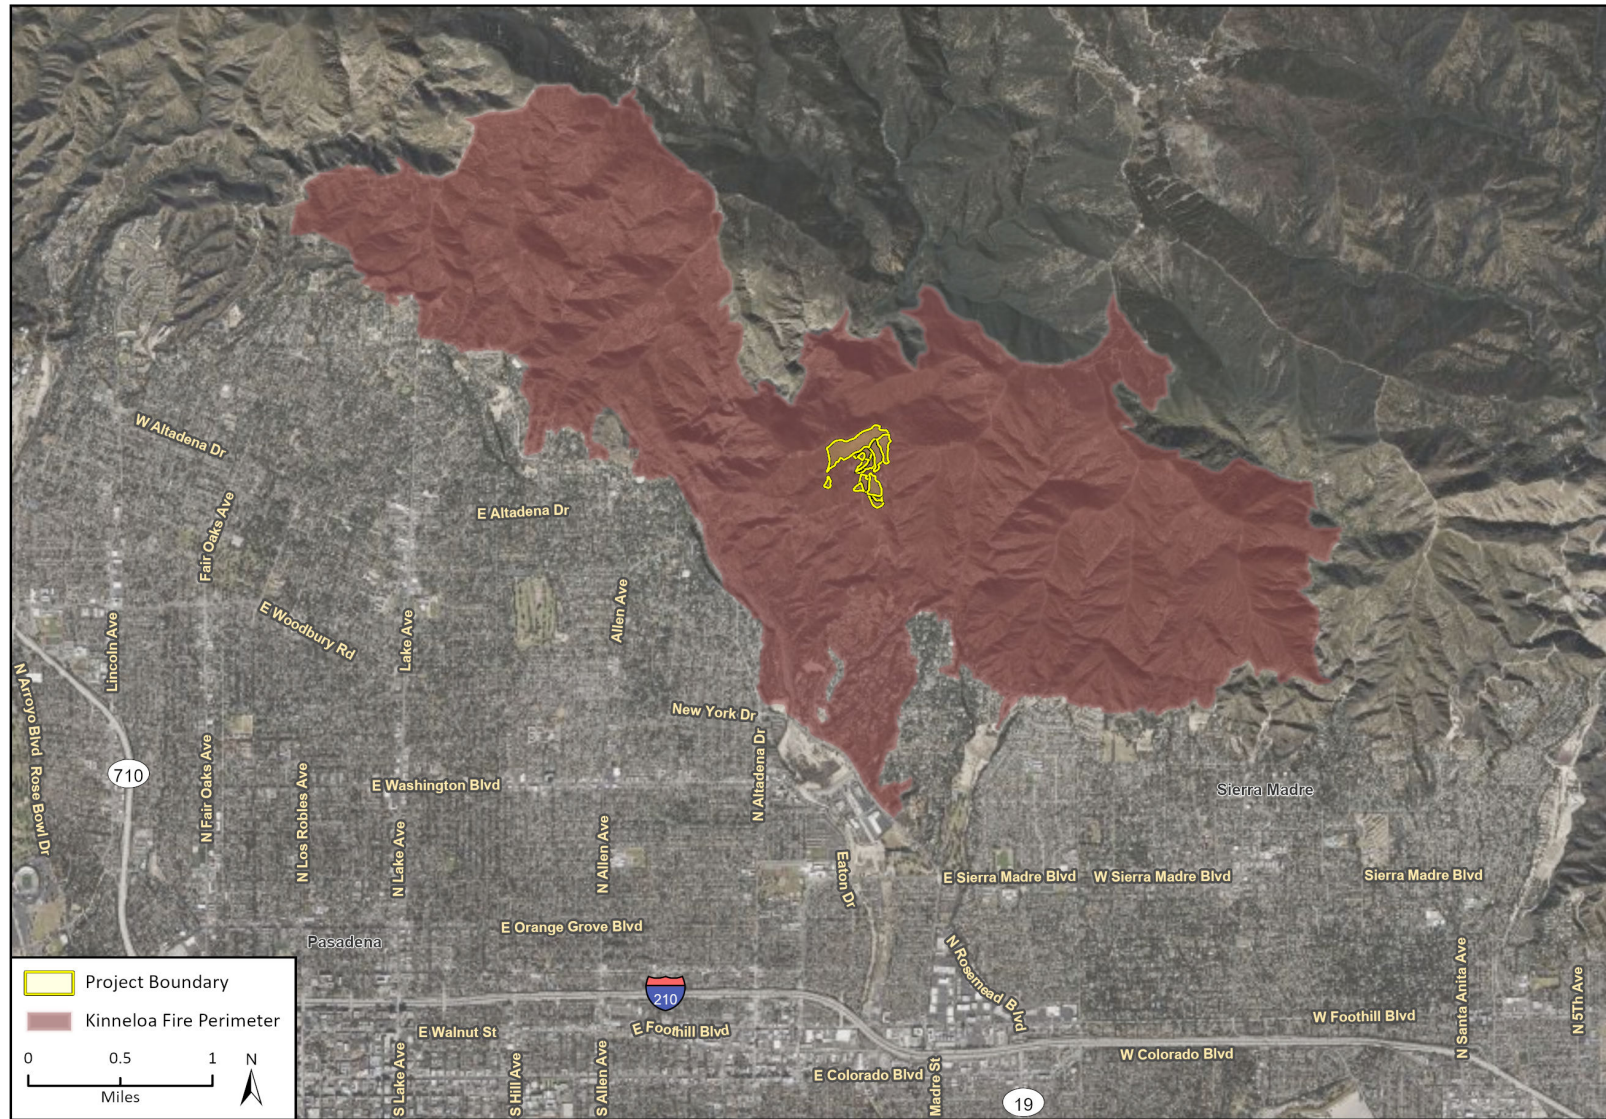 W Altadena Dr
Fair Oaks Ave
E Altadena Dr
E Woodbury Rd
Allen Ave
Lincoln Ave
Lake Ave
N Arroyo Blvd
Rose Bowl Dr
New York Dr
710
N Fair Oaks Ave
N Los Robles Ave
E Washington Blvd
N Altadena Dr
Sierra Madre
N Lake Ave
N Allen Ave
Eaton Dr
E Sierra Madre Blvd
W Sierra Madre Blvd
Sierra Madre Blvd
E Orange Grove Blvd
Pasadena
N Rosemead Blvd
N Santa Anita Ave
N 5Th Ave
210
E Walnut St
E Foothill Blvd
W Foothill Blvd
S Lake Ave
S Hill Ave
S Allen Ave
E Colorado Blvd
Madre St
W Colorado Blvd
19
Project Boundary
Kinneloa Fire Perimeter
0 0.5 1
Miles
N